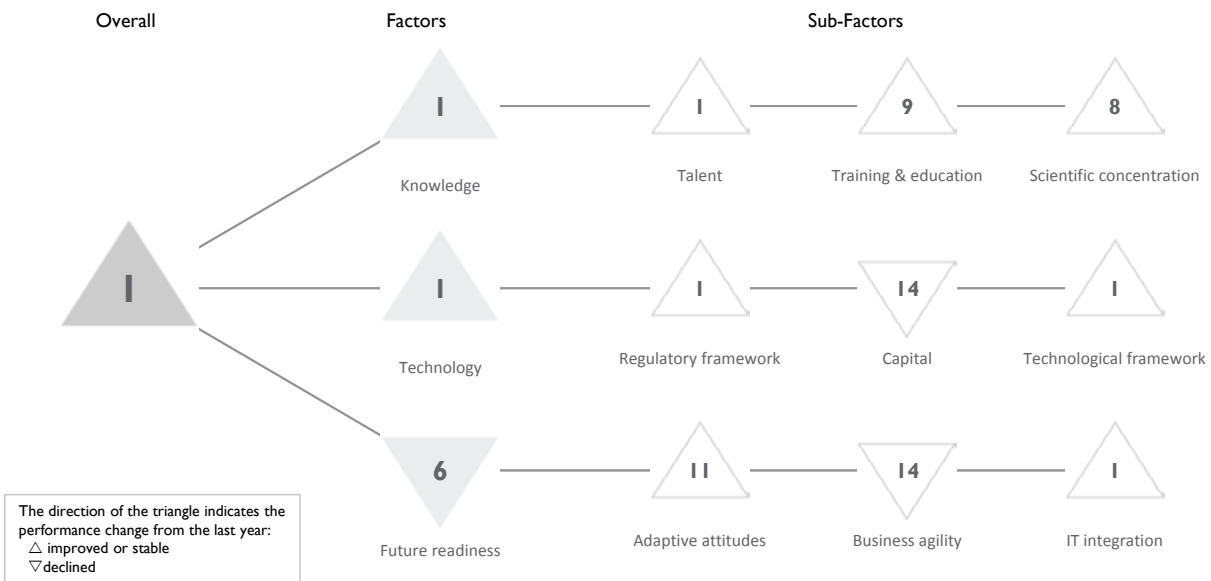 Overall Factors Sub-Factors
1 1 9 8
Knowledge Talent Training & education Scientific concentration
1 1 1 14 1
Technology Regulatory framework Capital Technological framework
6 11 14 1
Future readiness Adaptive attitudes Business agility IT integration
The direction of the triangle indicates the
performance change from the last year:
△ improved or stable
▽declined